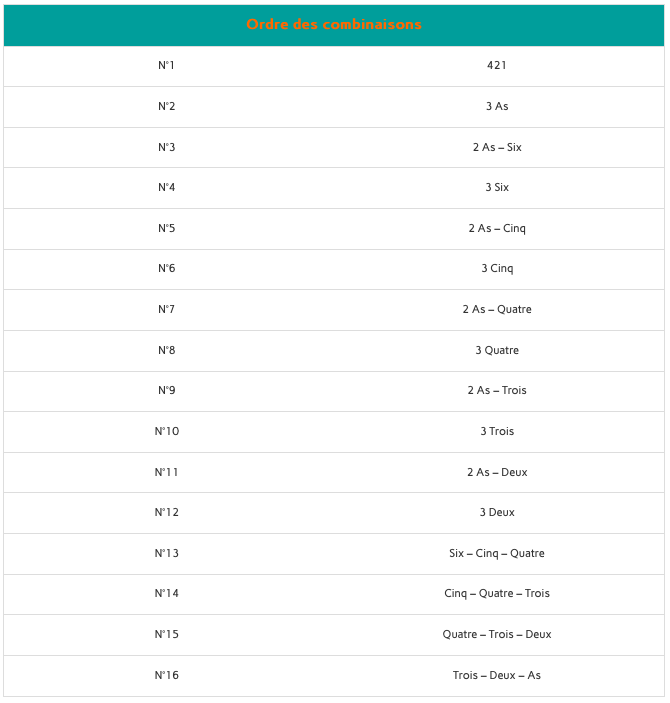 Ordre des combinaisons
N°1 421
N°2 3 As
N°3 2 As – Six
N°4 3 Six
N°5 2 As – Cinq
N°6 3 Cinq
N°7 2 As – Quatre
N°8 3 Quatre
N°9 2 As – Trois
N°10 3 Trois
N°11 2 As – Deux
N°12 3 Deux
N°13 Six – Cinq – Quatre
N°14 Cinq – Quatre – Trois
N°15 Quatre – Trois – Deux
N°16 Trois – Deux – As